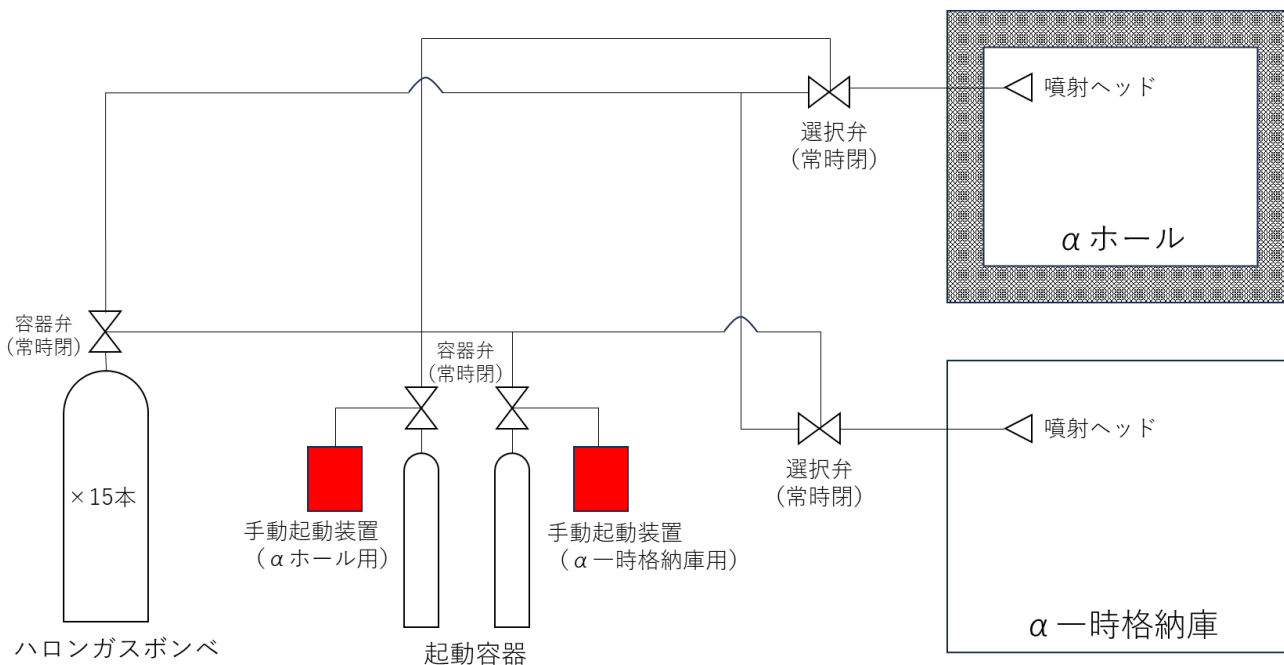 噴射ヘッド
選択弁
(常時閉)
αホール
容器弁
(常時閉)
容器弁
(常時閉)
噴射ヘッド
選択弁
(常時閉)
×15本
手動起動装置
（αホール用）
手動起動装置
（α一時格納庫用）
α一時格納庫
ハロンガスボンベ
起動容器